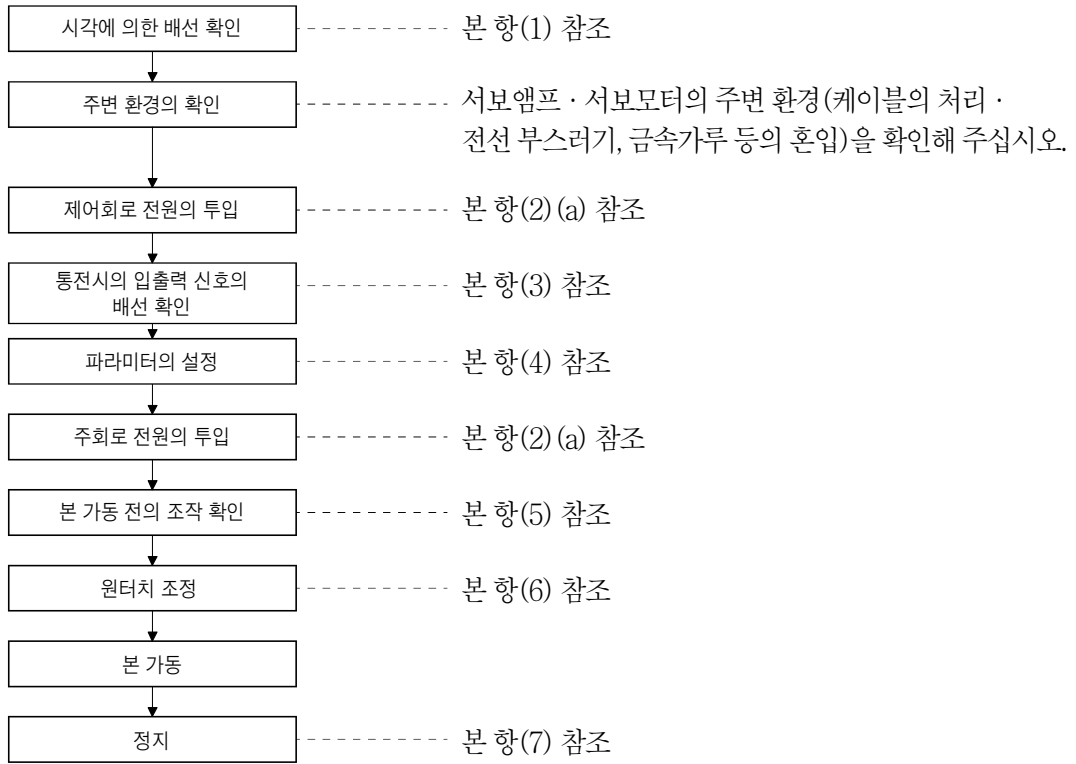 시각에 의한 배선 확인
본 항(1) 참조
주변 환경의 확인
서보앰프 · 서보모터의 주변 환경(케이블의 처리 ·
전선 부스러기, 금속가루 등의 혼입)을 확인해 주십시오.
제어회로 전원의 투입
본 항(2)(a) 참조
통전시의 입출력 신호의
배선 확인
본 항(3) 참조
파라미터의 설정
본 항(4) 참조
주회로 전원의 투입
본 항(2)(a) 참조
본 가동 전의 조작 확인
본 항(5) 참조
원터치 조정
본 항(6) 참조
본 가동
정지
본 항(7) 참조